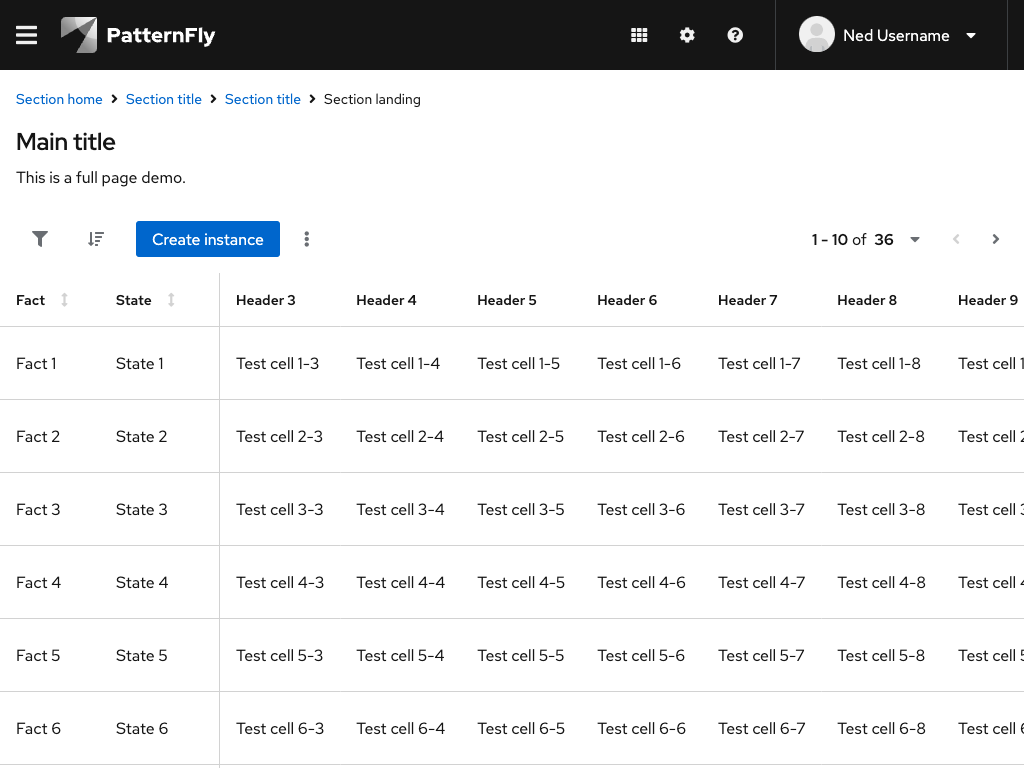 PatternFly Ned Username
Section home Section title Section title Section landing
Main title
This is a full page demo.
Create instance 1 - 10 of 36
Fact State Header 3 Header 4 Header 5 Header 6 Header 7 Header 8 Header 9
Fact 1 State 1 Test cell 1-3 Test cell 1-4 Test cell 1-5 Test cell 1-6 Test cell 1-7 Test cell 1-8 Test cell
Fact 2 State 2 Test cell 2-3 Test cell 2-4 Test cell 2-5 Test cell 2-6 Test cell 2-7 Test cell 2-8 Test cell
Fact 3 State 3 Test cell 3-3 Test cell 3-4 Test cell 3-5 Test cell 3-6 Test cell 3-7 Test cell 3-8 Test cell
Fact 4 State 4 Test cell 4-3 Test cell 4-4 Test cell 4-5 Test cell 4-6 Test cell 4-7 Test cell 4-8 Test cell
Fact 5 State 5 Test cell 5-3 Test cell 5-4 Test cell 5-5 Test cell 5-6 Test cell 5-7 Test cell 5-8 Test cell
Fact 6 State 6 Test cell 6-3 Test cell 6-4 Test cell 6-5 Test cell 6-6 Test cell 6-7 Test cell 6-8 Test cell